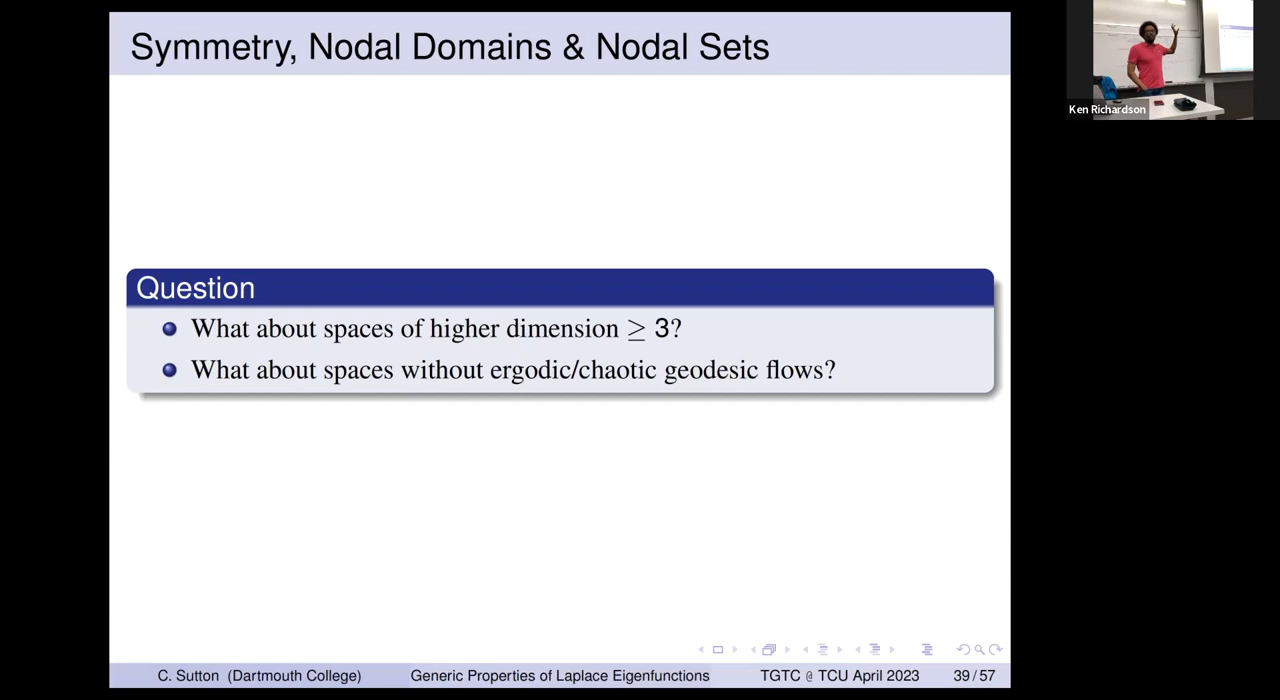 Symmetry, Nodal Domains & Nodal Sets
Ken Richardson
Question
What about spaces of higher dimension ≥ 3?
What about spaces without ergodic/chaotic geodesic flows?
C. Sutton (Dartmouth College) Generic Properties of Laplace Eigenfunctions TGTC @ TCU April 2023 39 / 57